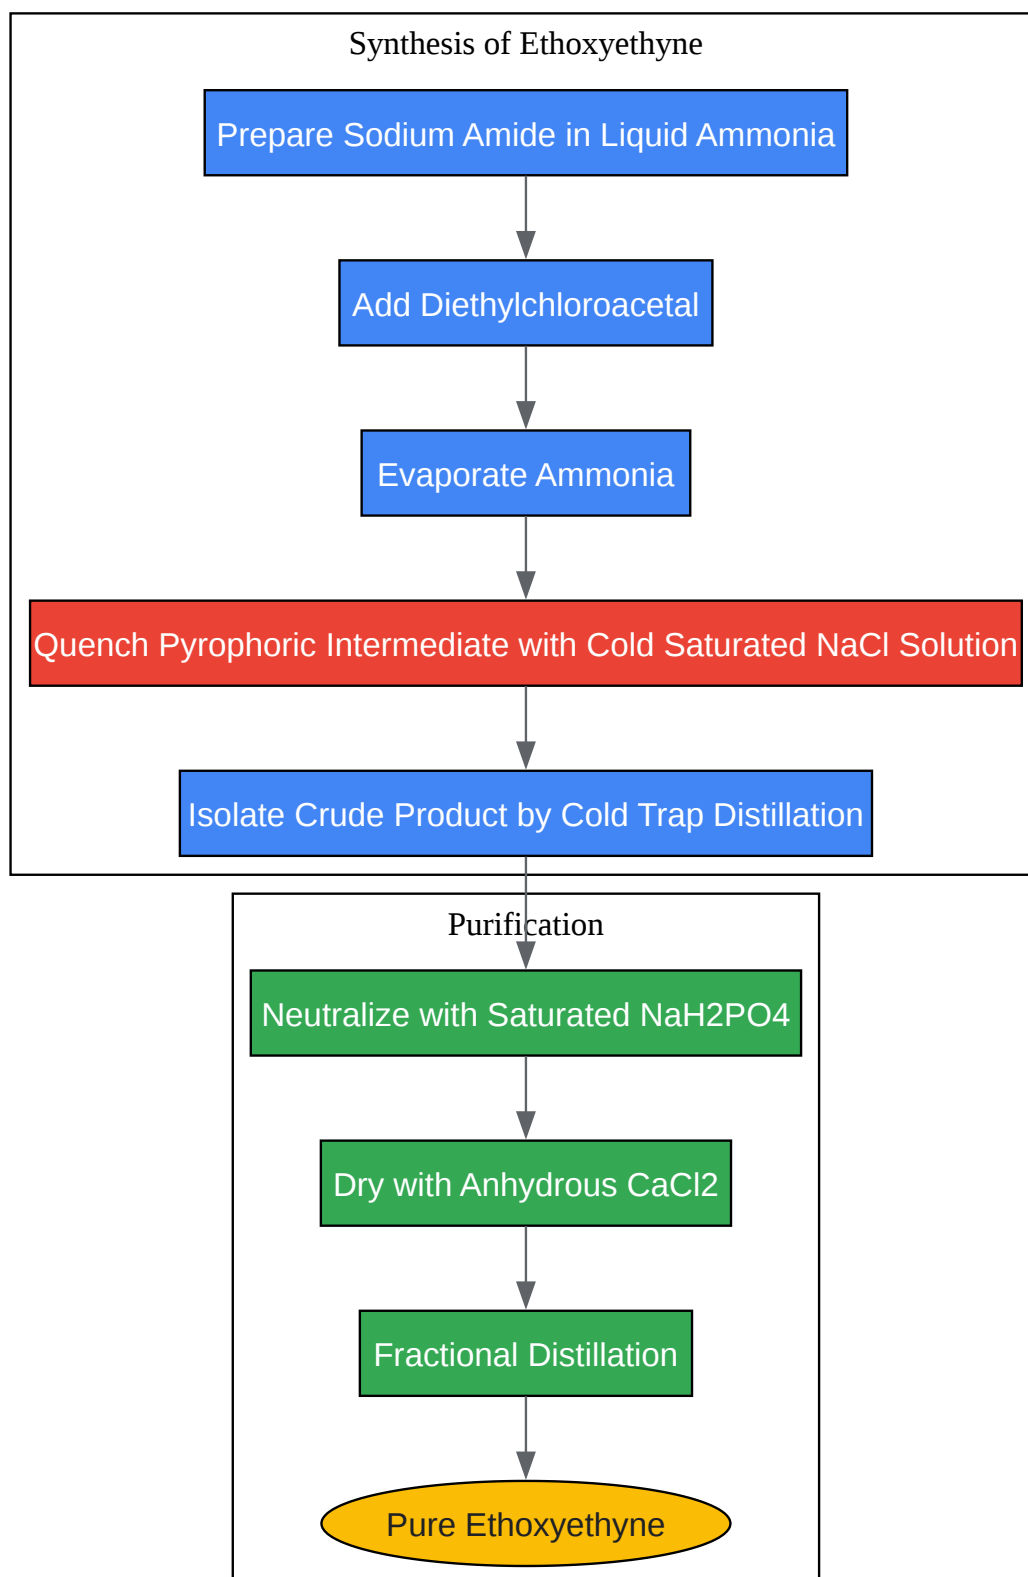 Synthesis of Ethoxyethyne
Prepare Sodium Amide in Liquid Ammonia
Add Diethylchloroacetal
Evaporate Ammonia
Quench Pyrophoric Intermediate with Cold Saturated NaCl Solution
Isolate Crude Product by Cold Trap Distillation
Purification
Neutralize with Saturated NaH2PO4
Dry with Anhydrous CaCl2
Fractional Distillation
Pure Ethoxyethyne